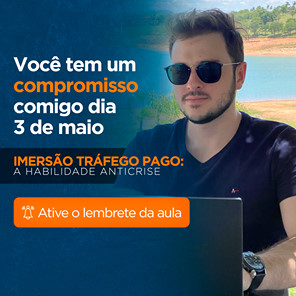 Você tem um
compromisso
comigo dia
3 de maio
IMERSÃO TRÁFEGO PAGO:
A HABILIDADE ANTICRISE
Ative o lembrete da aula